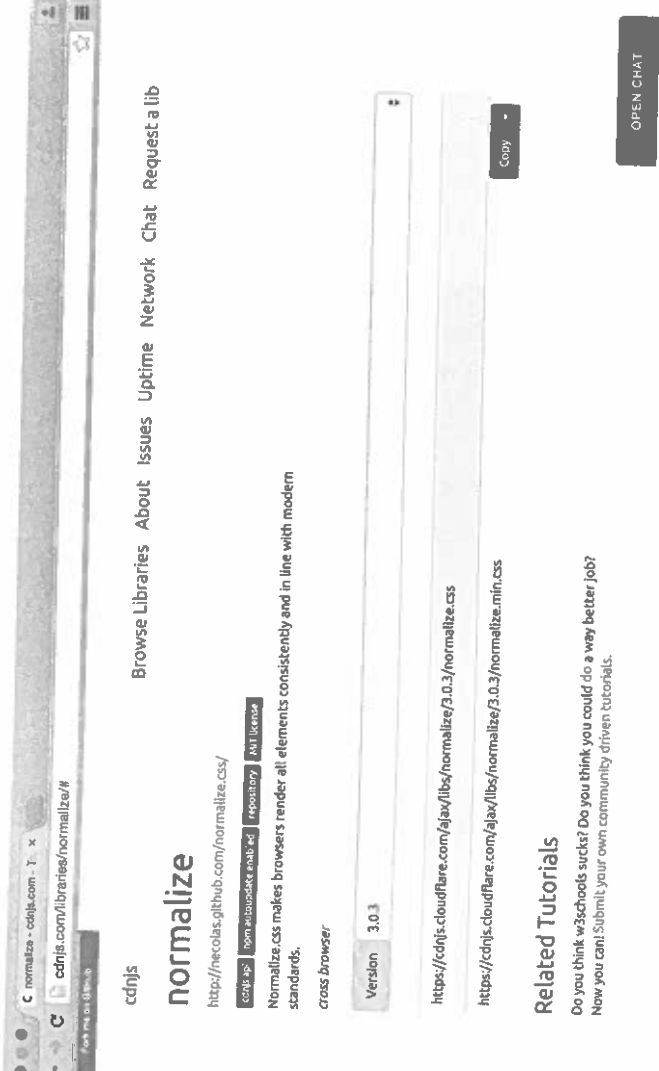 normalize - cdnjs.com - T ×
cdnjs.com/libraries/normalize/#
Fork me on GitHub
cdnjs
Browse Libraries About Issues Uptime Network Chat Request a lib
normalize
http://necolas.github.com/normalize.css/
cdnjs api npm autoupdate enabled repository MIT license
Normalize.css makes browsers render all elements consistently and in line with modern
standards.
cross browser
Version 3.0.3
https://cdnjs.cloudflare.com/ajax/libs/normalize/3.0.3/normalize.css
https://cdnjs.cloudflare.com/ajax/libs/normalize/3.0.3/normalize.min.css
Copy
Related Tutorials
Do you think w3schools sucks? Do you think you could do a way better job?
Now you can! Submit your own community driven tutorials.
OPEN CHAT